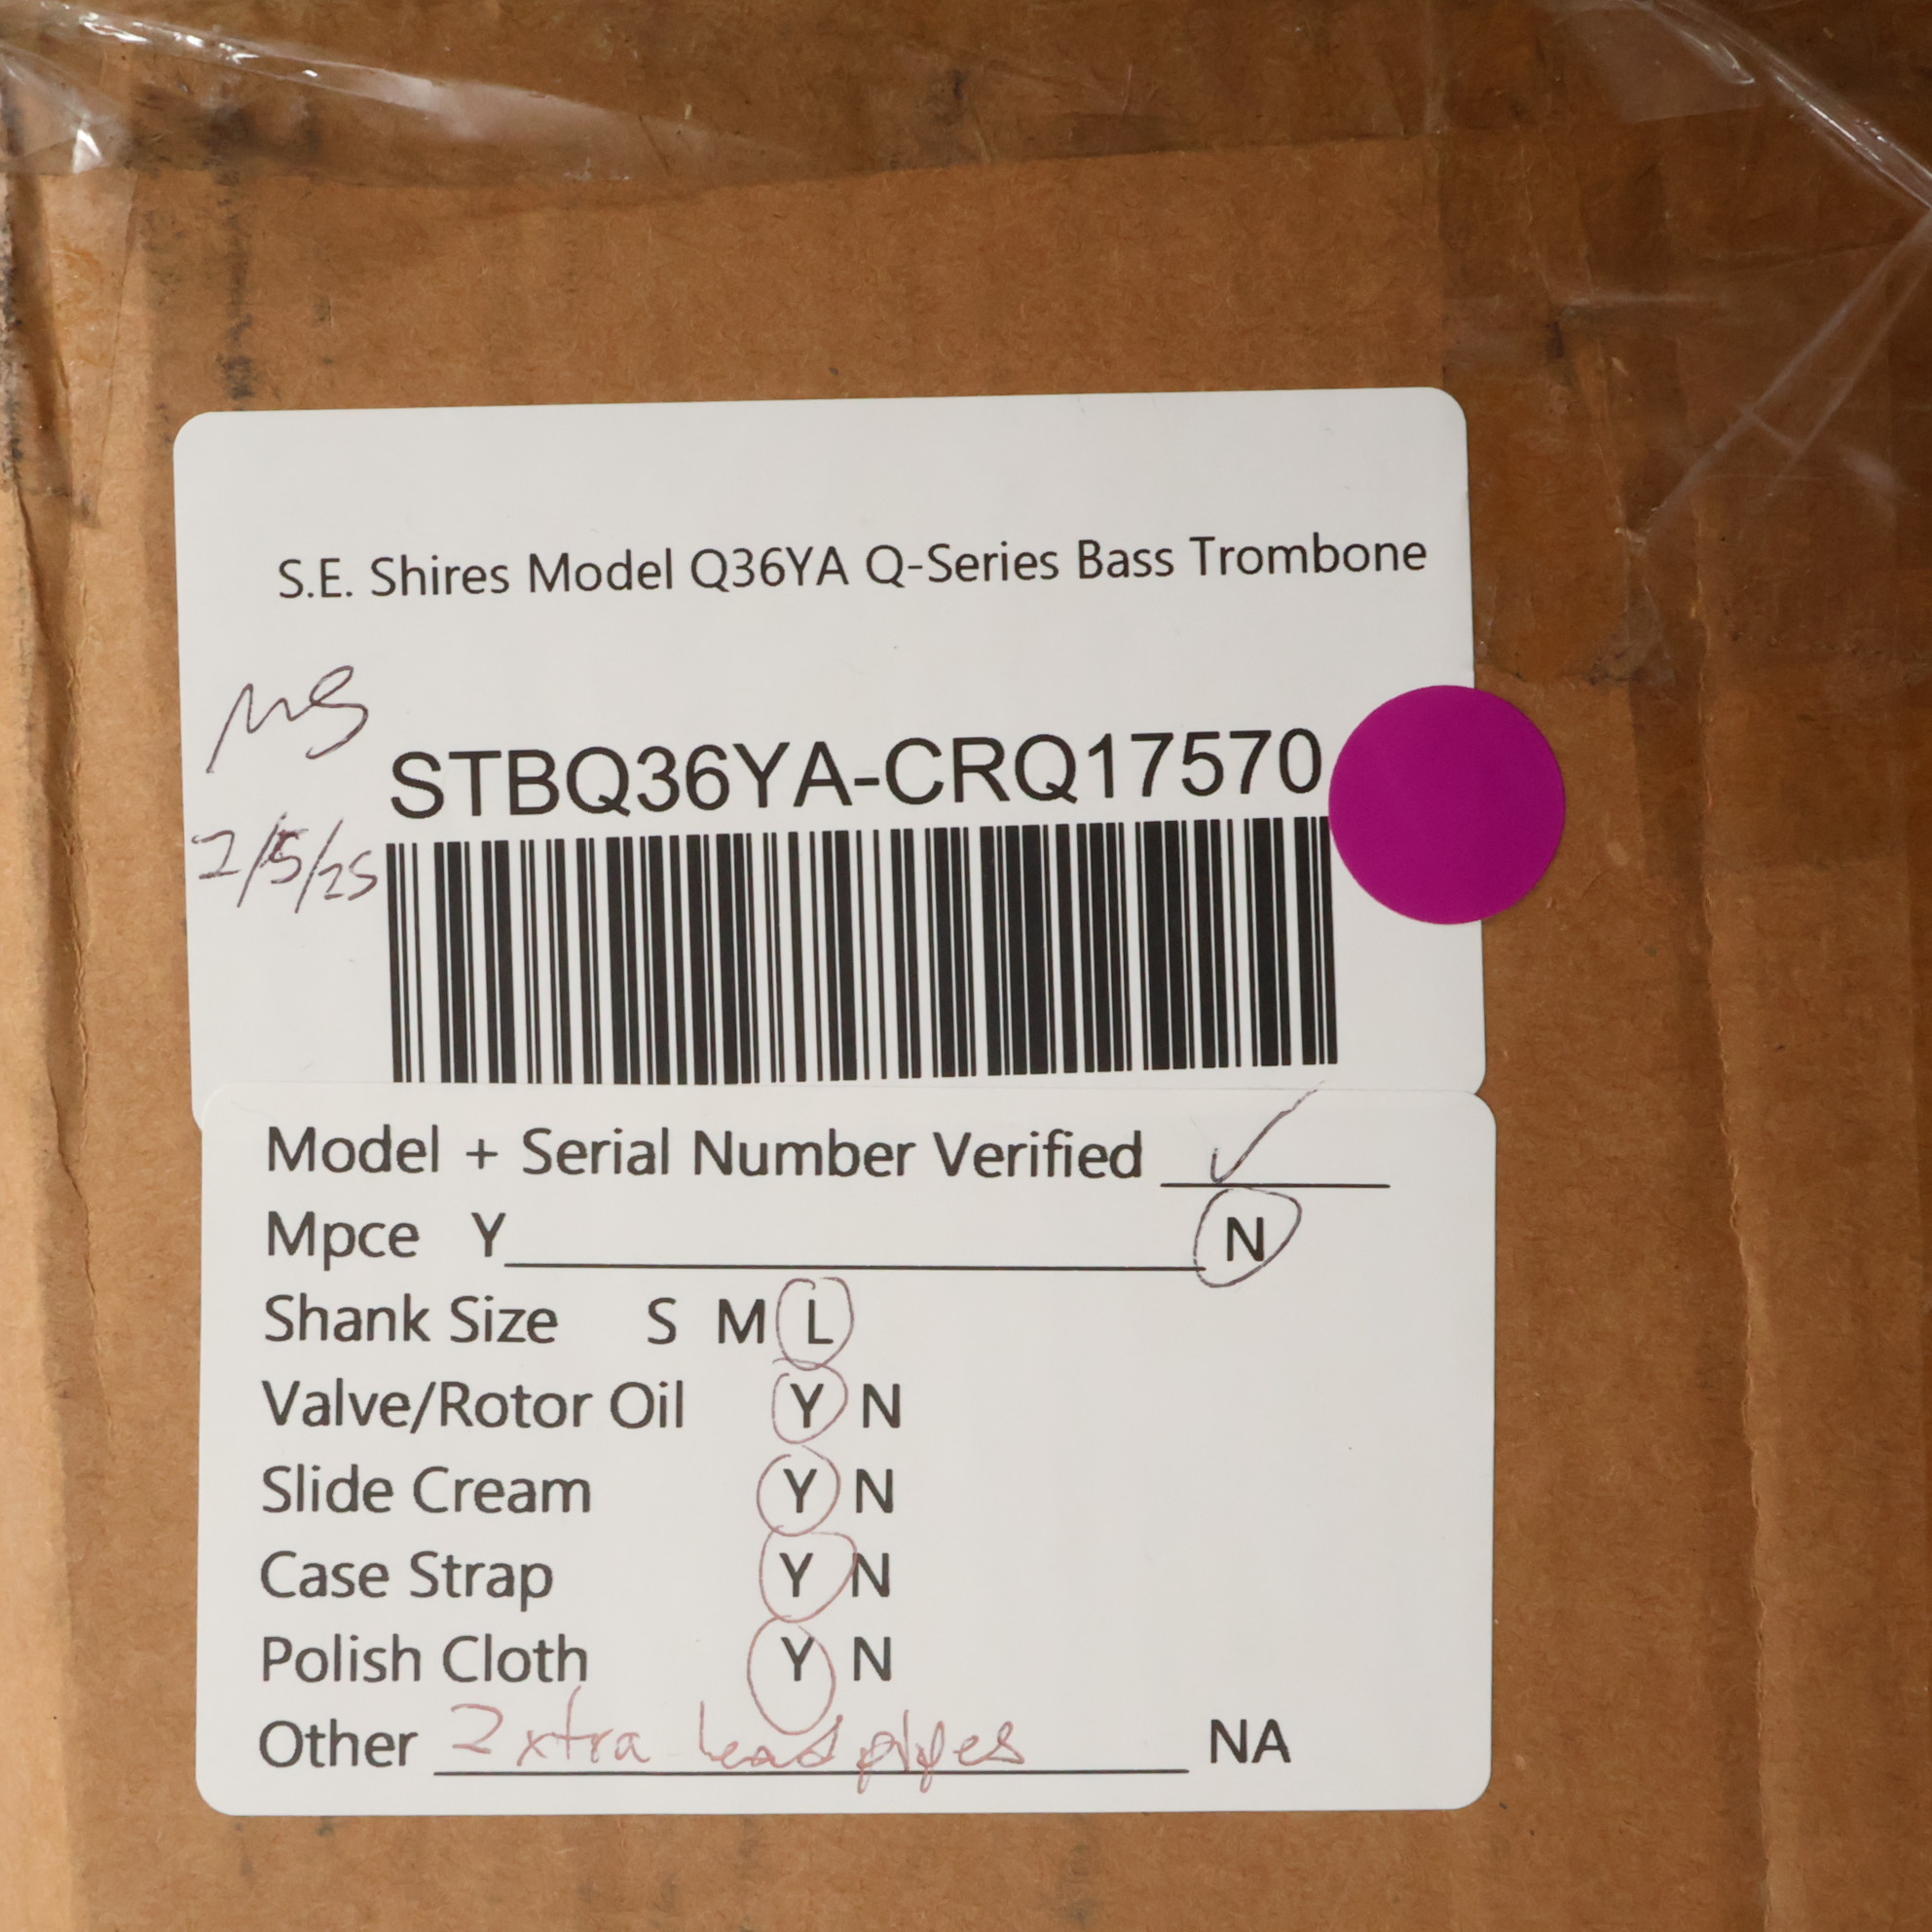 S.E. Shires Model Q36YA Q-Series Bass Trombone
STBQ36YA-CRQ17570
2/5/25
Model + Serial Number Verified ✓
Mpce Y N
Shank Size S M L
Valve/Rotor Oil Y N
Slide Cream Y N
Case Strap Y N
Polish Cloth Y N
Other 2 xtra lead pipes NA